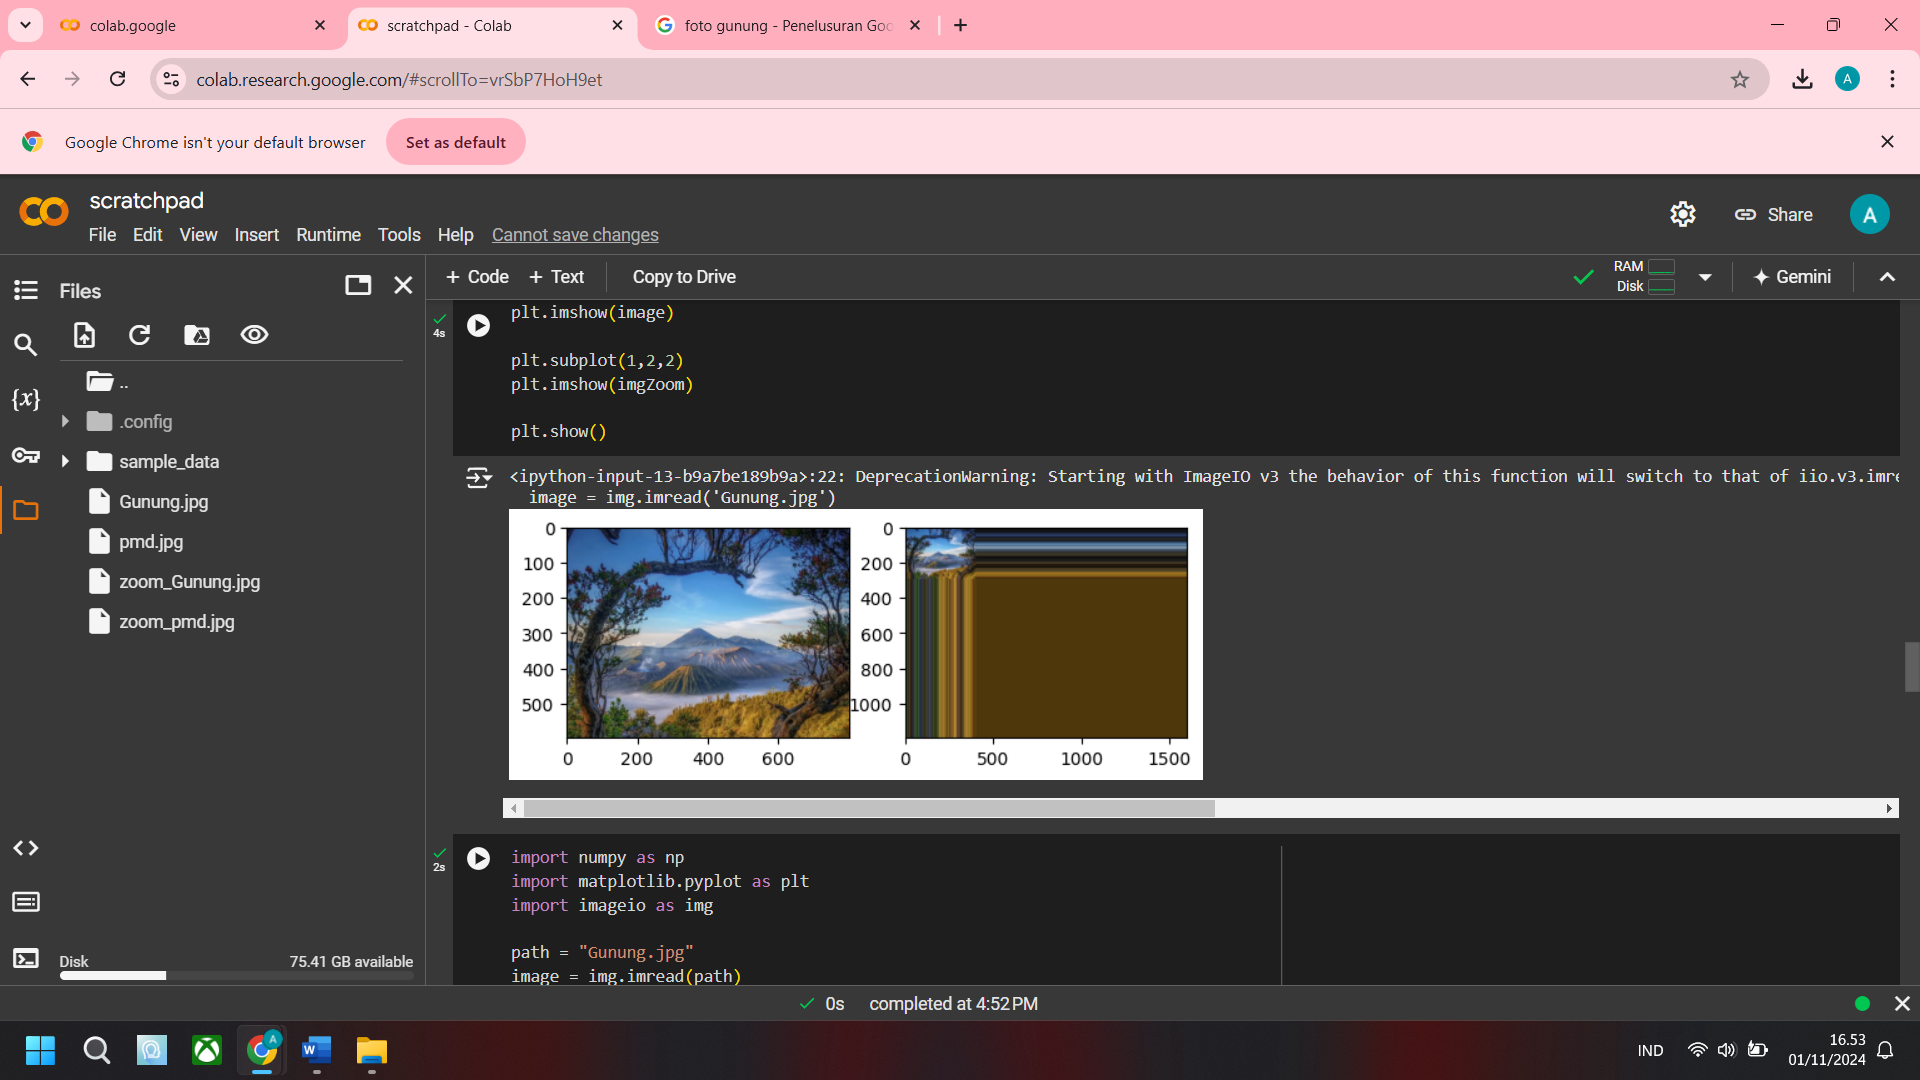 colab.google
scratchpad - Colab
foto gunung - Penelusuran Goo
colab.research.google.com/#scrollTo=vrSbP7HoH9et
A
Google Chrome isn't your default browser
Set as default
scratchpad
File Edit View Insert Runtime Tools Help Cannot save changes
Share
A
Files
+ Code + Text
Copy to Drive
RAM
Disk
Gemini
..
.config
sample_data
Gunung.jpg
pmd.jpg
zoom_Gunung.jpg
zoom_pmd.jpg
Disk 75.41 GB available
{x}
4s
plt.imshow(image)
plt.subplot(1,2,2)
plt.imshow(imgZoom)
plt.show()
<ipython-input-13-b9a7be189b9a>:22: DeprecationWarning: Starting with ImageIO v3 the behavior of this function will switch to that of iio.v3.imre
image = img.imread('Gunung.jpg')
0
100
200
300
400
500
0 200 400 600
0
200
400
600
800
1000
0 500 1000 1500
2s
import numpy as np
import matplotlib.pyplot as plt
import imageio as img
path = "Gunung.jpg"
image = img.imread(path)
0s completed at 4:52 PM
A
W
IND
16.53
01/11/2024